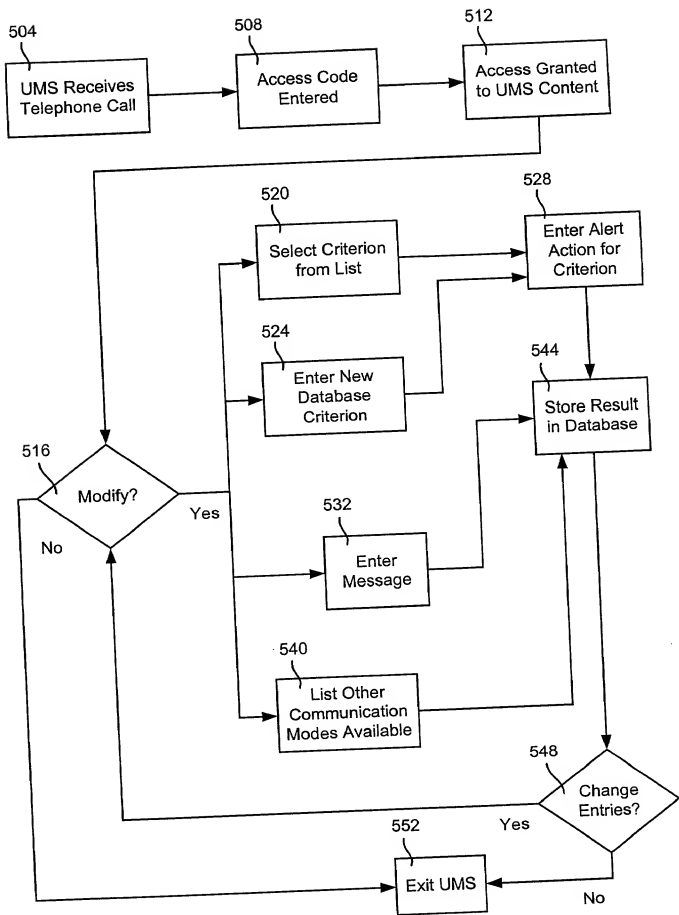 504
UMS Receives
Telephone Call
508
Access Code
Entered
512
Access Granted
to UMS Content
520
Select Criterion
from List
528
Enter Alert
Action for
Criterion
524
Enter New
Database
Criterion
544
Store Result
in Database
516
Modify?
Yes
No
532
Enter
Message
540
List Other
Communication
Modes Available
548
Change
Entries?
Yes
No
552
Exit UMS